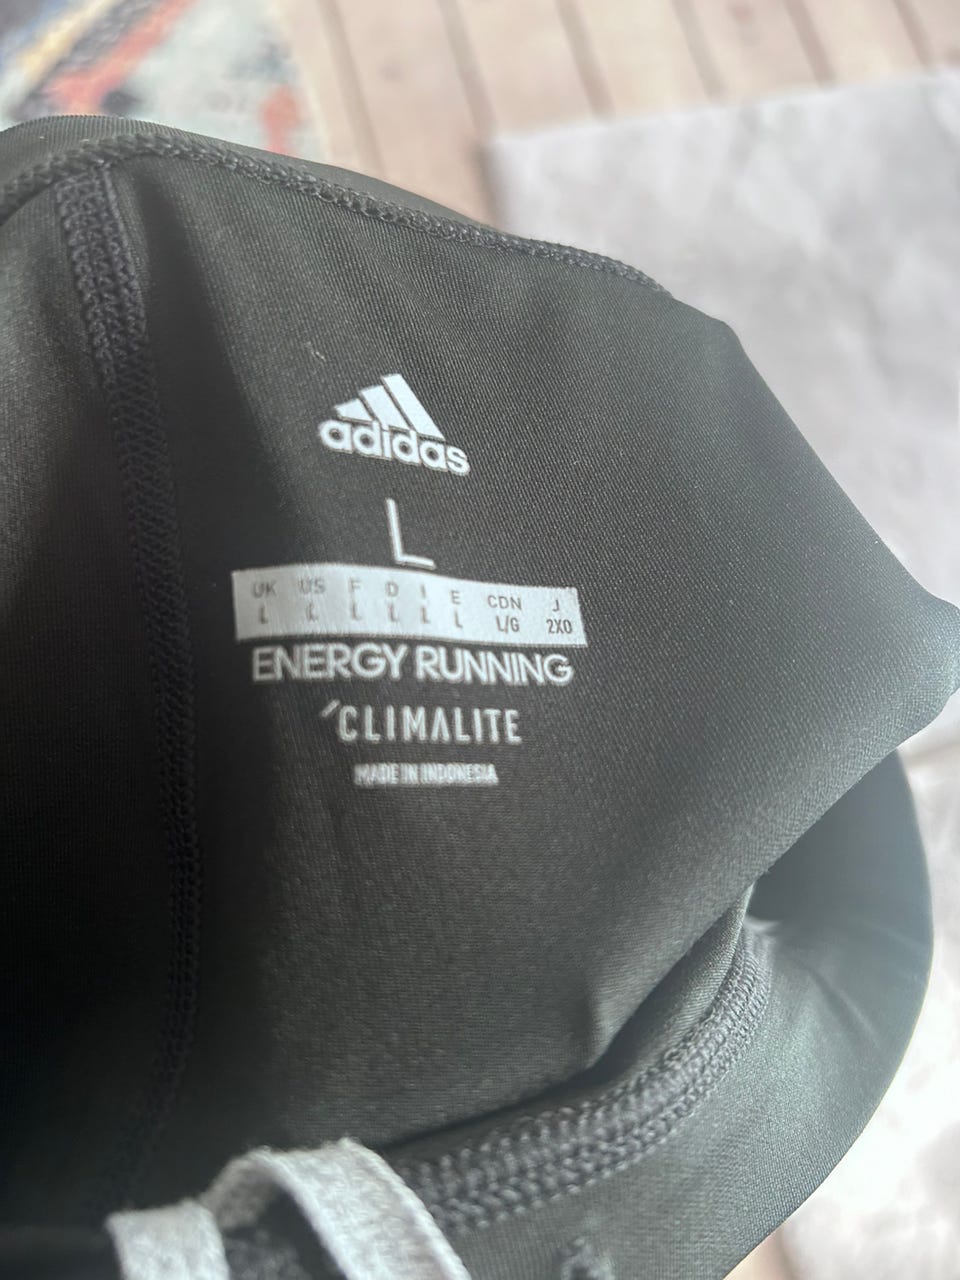 adidas
L
UK US F D I E CDN J
L L L L L L L/G 2XO
ENERGY RUNNING
CLIMALITE
MADE IN INDONESIA